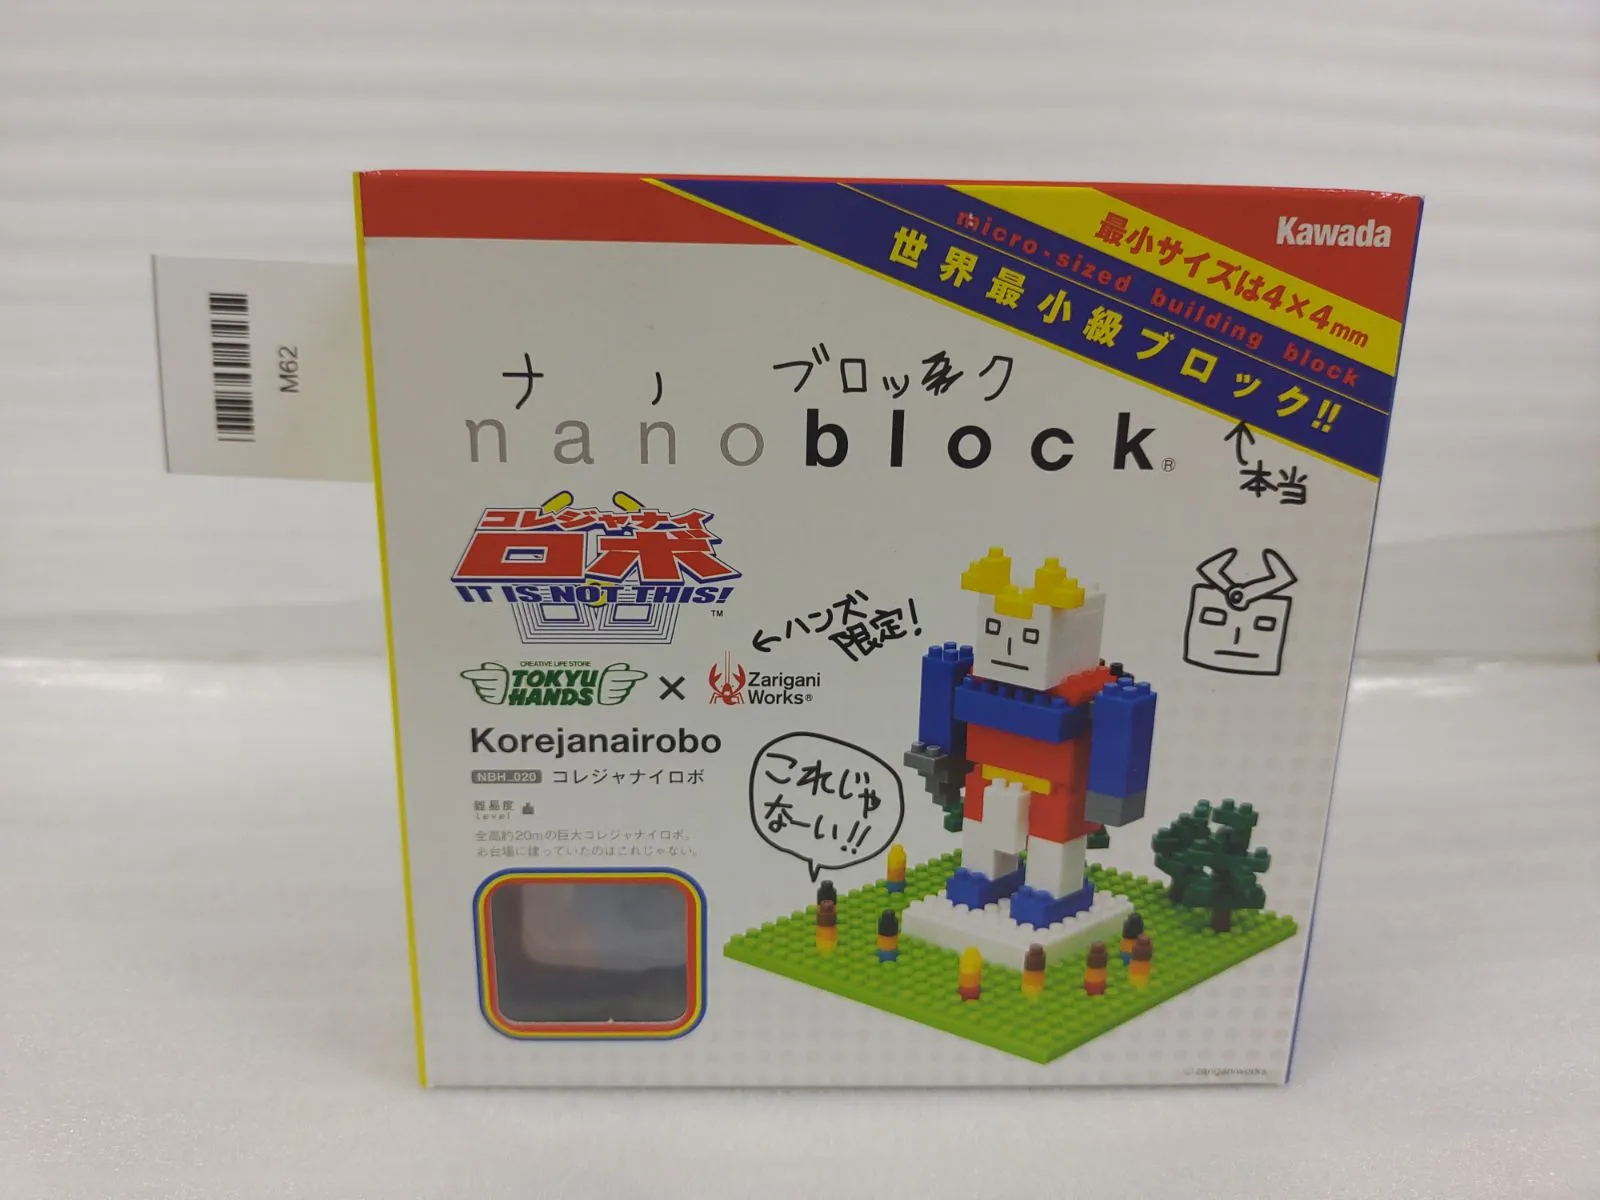 M62
Kawada
最小サイズは4×4mm
micro-sized building block
世界最小級ブロック!!
ナノ ブロック
nanoblock®
↑
本当
コレジャナイ
ロボ
IT IS NOT THIS!
TM
←ハンズ
限定!
CREATIVE LIFE STORE
TOKYU
HANDS
×
Zarigani
Works®
Korejanairobo
NBH_020 コレジャナイロボ
難易度
Level
全高約20mの巨大コレジャナイロボ。
お台場に建っていたのはこれじゃない。
これじゃ
なーい!!
©zariganiworks